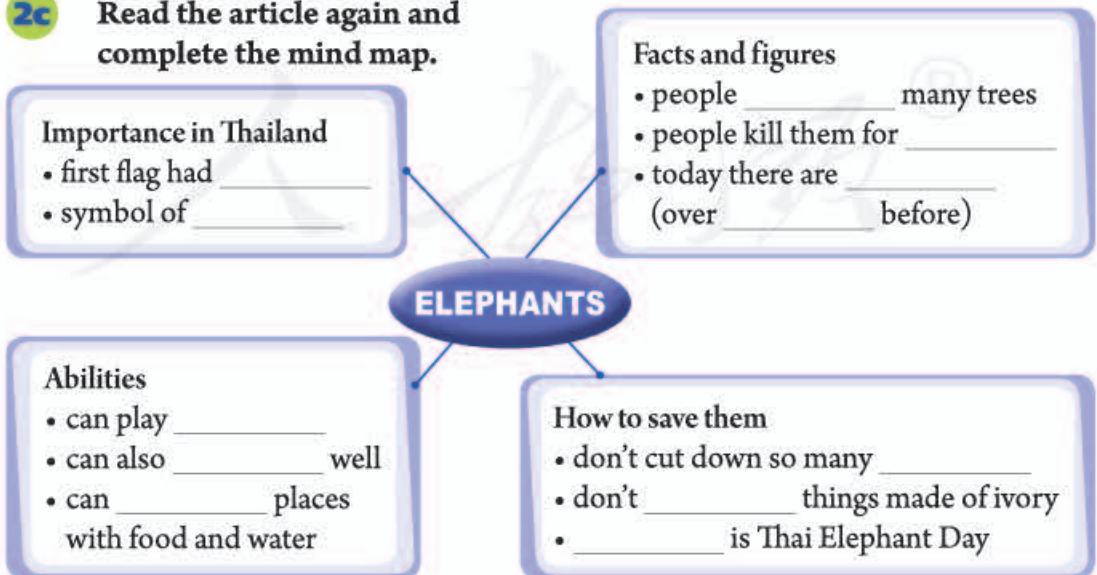 2c Read the article again and
complete the mind map.
Importance in Thailand
• first flag had __________
• symbol of __________
Facts and figures
• people __________ many trees
• people kill them for __________
• today there are __________
(over __________ before)
ELEPHANTS
Abilities
• can play __________
• can also __________ well
• can __________ places
with food and water
How to save them
• don't cut down so many __________
• don't __________ things made of ivory
• __________ is Thai Elephant Day